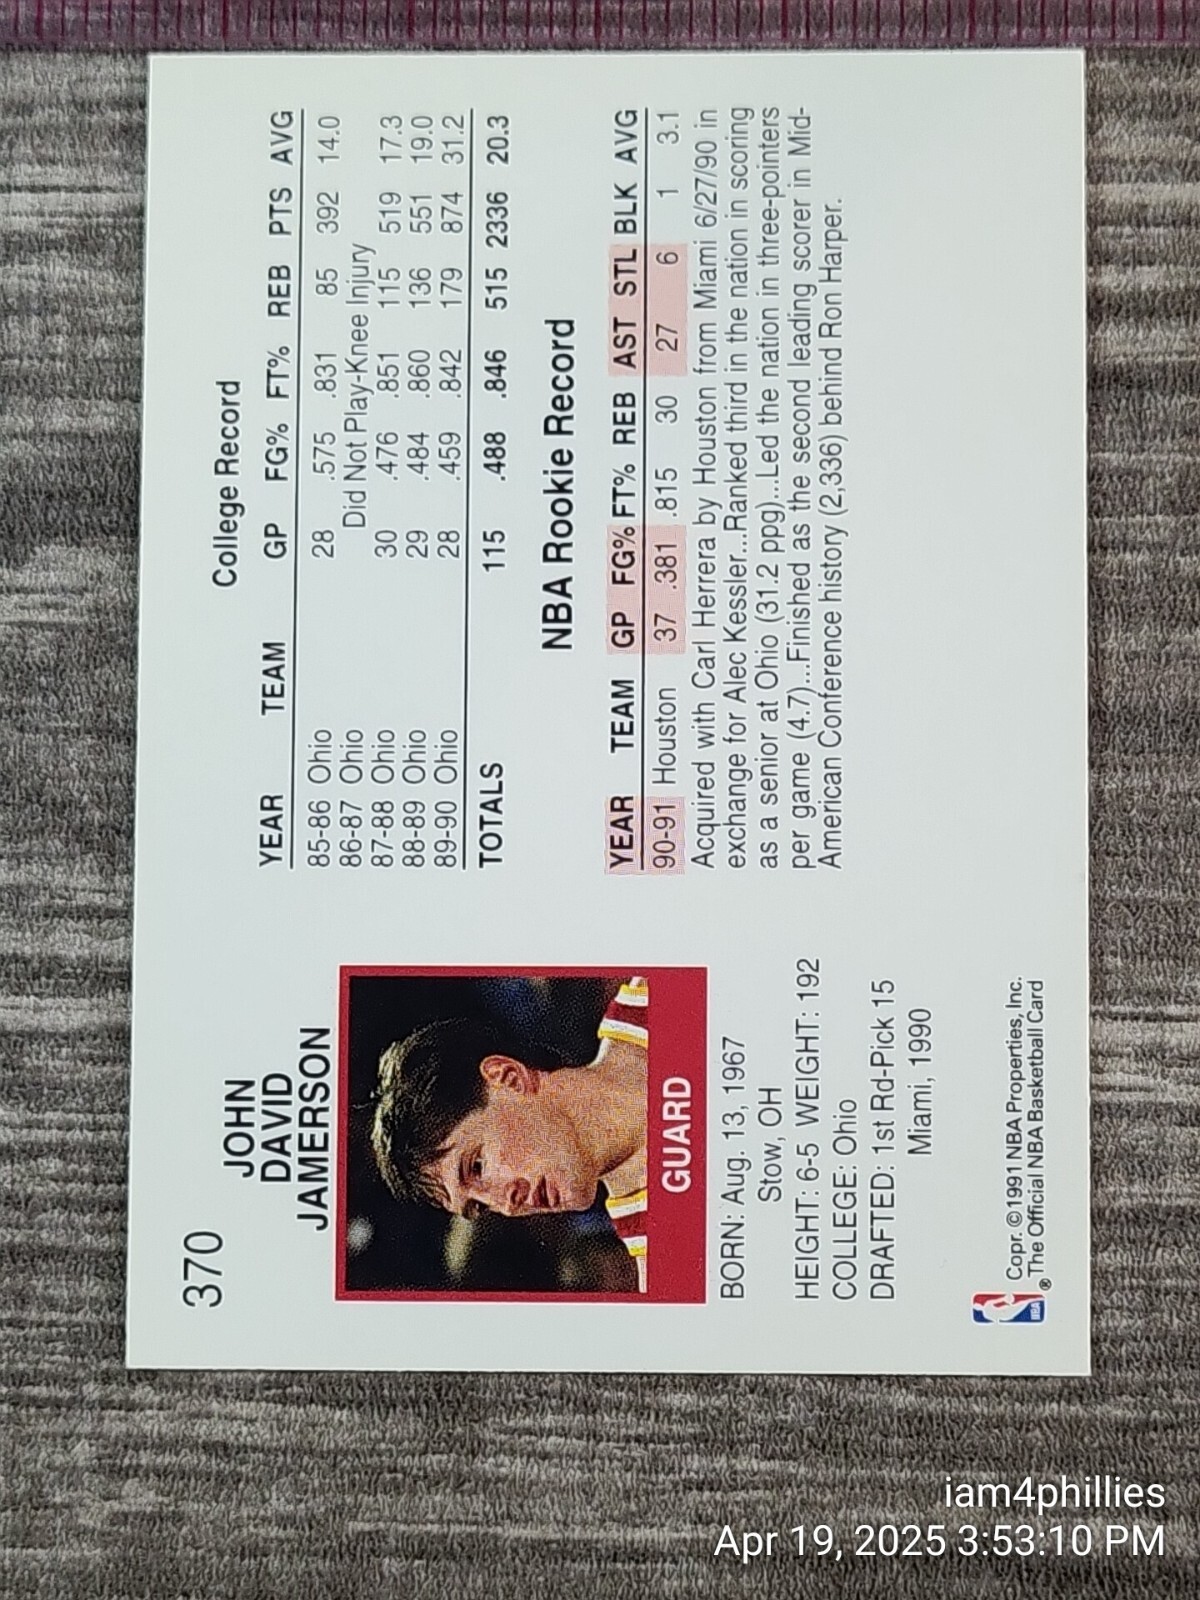 370
JOHN
DAVID
JAMERSON
GUARD
BORN: Aug. 13, 1967
Stow, OH
HEIGHT: 6-5 WEIGHT: 192
COLLEGE: Ohio
DRAFTED: 1st Rd-Pick 15
Miami, 1990
NBA
® Copr. ©1991 NBA Properties, Inc.
The Official NBA Basketball Card
College Record
YEAR TEAM GP FG% FT% REB PTS AVG
85-86 Ohio 28 .575 .831 85 392 14.0
86-87 Ohio Did Not Play-Knee Injury
87-88 Ohio 30 .476 .851 115 519 17.3
88-89 Ohio 29 .484 .860 136 551 19.0
89-90 Ohio 28 .459 .842 179 874 31.2
TOTALS 115 .488 .846 515 2336 20.3
NBA Rookie Record
YEAR TEAM GP FG% FT% REB AST STL BLK AVG
90-91 Houston 37 .381 .815 30 27 6 1 3.1
Acquired with Carl Herrera by Houston from Miami 6/27/90 in
exchange for Alec Kessler...Ranked third in the nation in scoring
as a senior at Ohio (31.2 ppg)...Led the nation in three-pointers
per game (4.7)...Finished as the second leading scorer in Mid-
American Conference history (2,336) behind Ron Harper.
iam4phillies
Apr 19, 2025 3:53:10 PM